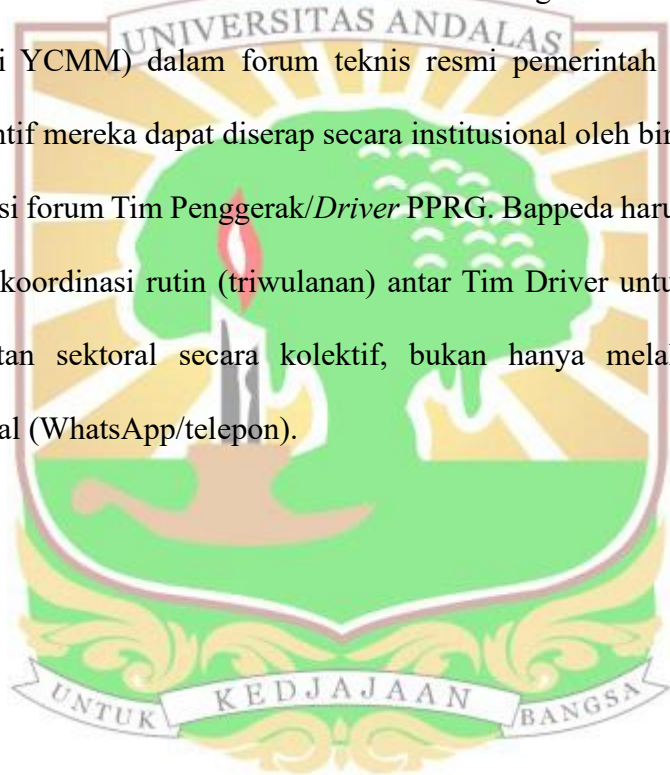 UNIVERSITAS ANDALAS
i YCMM) dalam forum teknis resmi pemerintah
ntif mereka dapat diserap secara institusional oleh bir
si forum Tim Penggerak/Driver PPRG. Bappeda haru
koordinasi rutin (triwulanan) antar Tim Driver untu
tan sektoral secara kolektif, bukan hanya mela
al (WhatsApp/telepon).
UNTUK KEDJAJAAN BANGSA